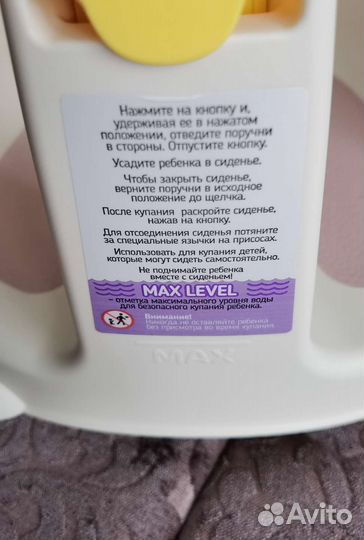 Нажмите на кнопку и,
удерживая ее в нажатом
положении, отведите поручни
в стороны. Отпустите кнопку.
Усадите ребенка в сиденье.
Чтобы закрыть сиденье,
верните поручни в исходное
положение до щелчка.
После купания раскройте сиденье,
нажав на кнопку.
Для отсоединения сиденья потяните
за специальные язычки на присосах.
Использовать для купания детей,
которые могут сидеть самостоятельно.
Не поднимайте ребенка
вместе с сиденьем!
MAX LEVEL
– отметка максимального уровня воды
для безопасного купания ребенка.
Внимание!
Никогда не оставляйте ребенка
без присмотра во время купания.
MAX
Avito